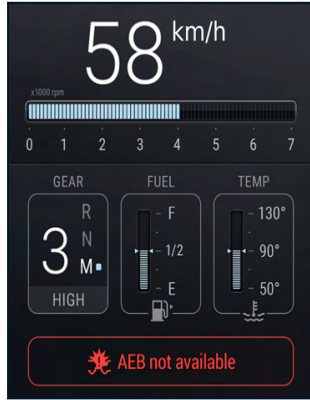 58 km/h
x1000 rpm
0 1 2 3 4 5 6 7
GEAR
R
3 N
M
HIGH
FUEL
F
1/2
E
TEMP
130°
90°
50°
AEB not available